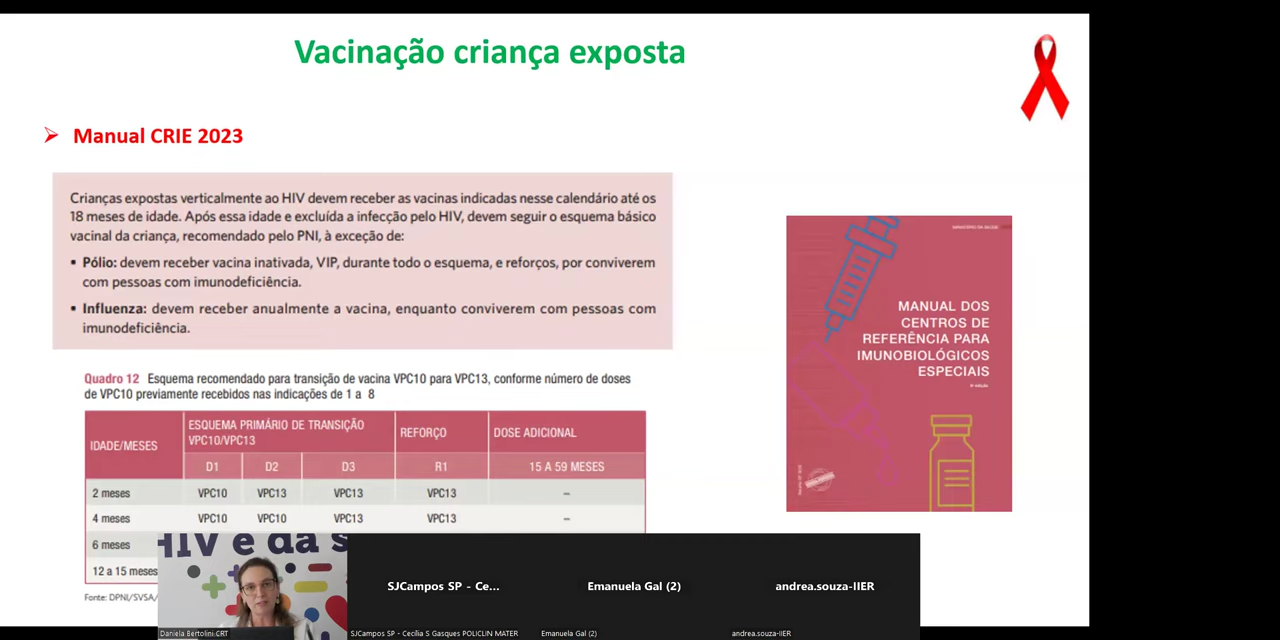 Vacinação criança exposta
Manual CRIE 2023
Crianças expostas verticalmente ao HIV devem receber as vacinas indicadas nesse calendário até os
18 meses de idade. Após essa idade e excluída a infecção pelo HIV, devem seguir o esquema básico
vacinal da criança, recomendado pelo PNI, à exceção de:
▪ Pólio: devem receber vacina inativada, VIP, durante todo o esquema, e reforços, por conviverem
com pessoas com imunodeficiência.
▪ Influenza: devem receber anualmente a vacina, enquanto conviverem com pessoas com
imunodeficiência.
MANUAL DOS
CENTROS DE
REFERÊNCIA PARA
IMUNOBIOLÓGICOS
ESPECIAIS
Quadro 12 Esquema recomendado para transição de vacina VPC10 para VPC13, conforme número de doses
de VPC10 previamente recebidos nas indicações de 1 a 8
IDADE/MESES
ESQUEMA PRIMÁRIO DE TRANSIÇÃO
VPC10/VPC13
REFORÇO
DOSE ADICIONAL
D1 D2 D3 R1 15 A 59 MESES
2 meses VPC10 VPC13 VPC13 VPC13 –
4 meses VPC10 VPC10 VPC13 VPC13 –
6 meses
12 a 15 meses
Fonte: DPNI/SVSA/
HIV e da s
SJCampos SP - Ce...
Emanuela Gal (2)
andrea.souza-IIER
Daniela Bertolini CRT
SJCampos SP - Cecília S Gasques POLICLIN MATER
Emanuela Gal (2)
andrea.souza-IIER